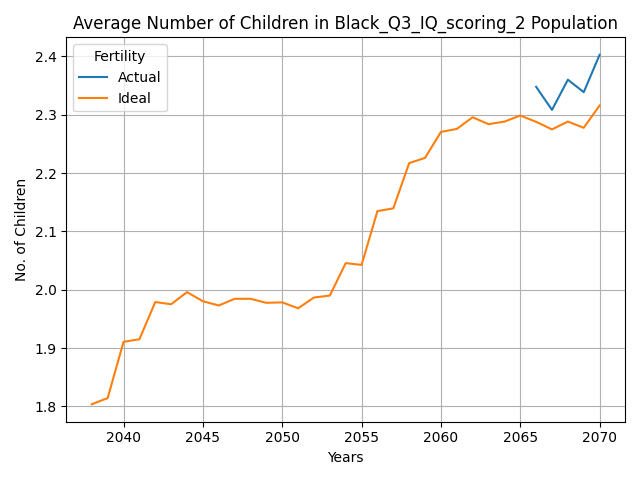 Average Number of Children in Black_Q3_IQ_scoring_2 Population
Fertility
Actual
Ideal
No. of Children
2.4
2.3
2.2
2.1
2.0
1.9
1.8
2040 2045 2050 2055 2060 2065 2070
Years